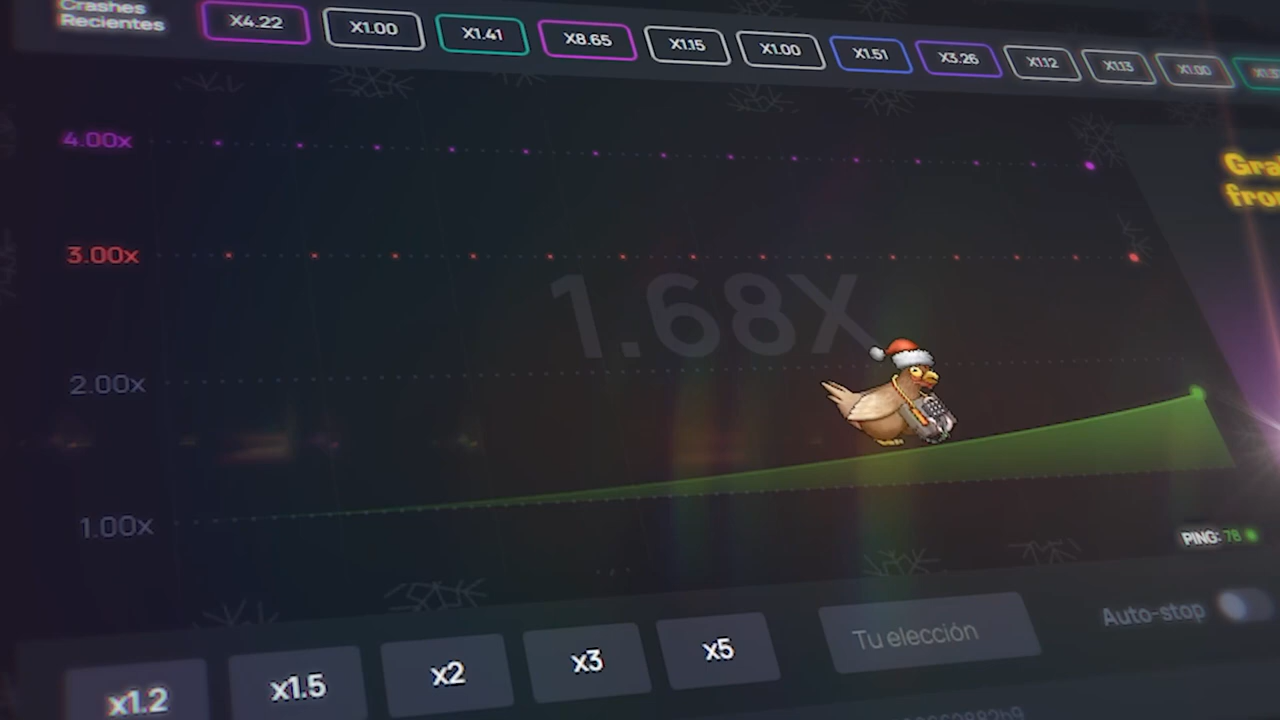 Crashes
Recientes
X4.22
X1.00
X1.41
X8.65
X1.15
X1.00
X1.51
X3.26
X1.12
X1.13
X1.00
4.00x
3.00x
2.00x
1.00x
1.68X
PING: 78
x1.2
x1.5
x2
x3
x5
Tu elección
Auto-stop